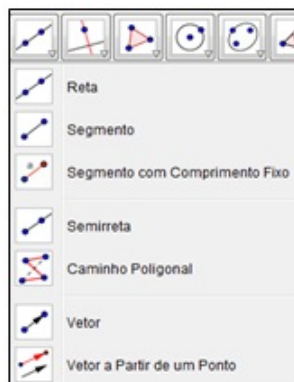 Reta
Segmento
Segmento com Comprimento Fixo
Semirreta
Caminho Poligonal
Vetor
Vetor a Partir de um Ponto